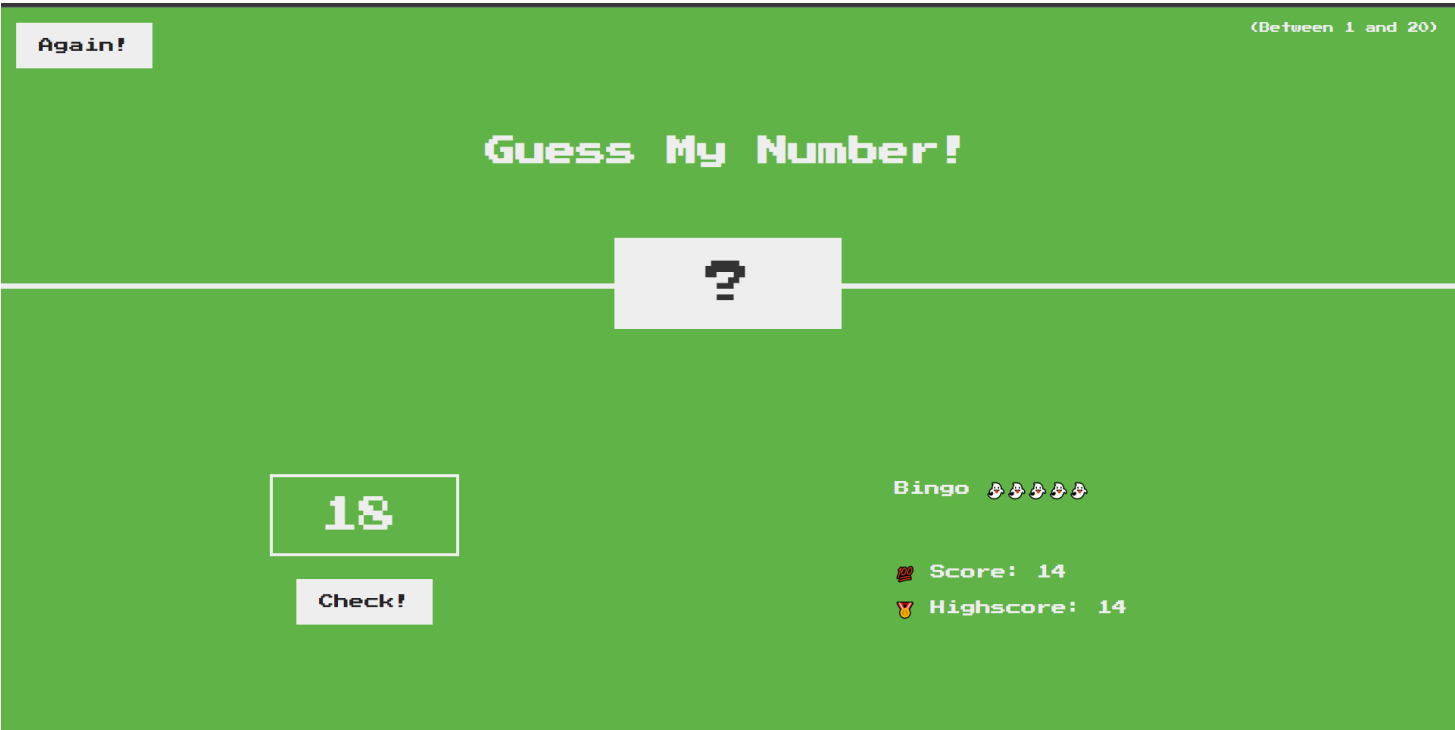 Again!
(Between 1 and 20)
Guess My Number!
?
18
Check!
Bingo
💯 Score: 14
Highscore: 14